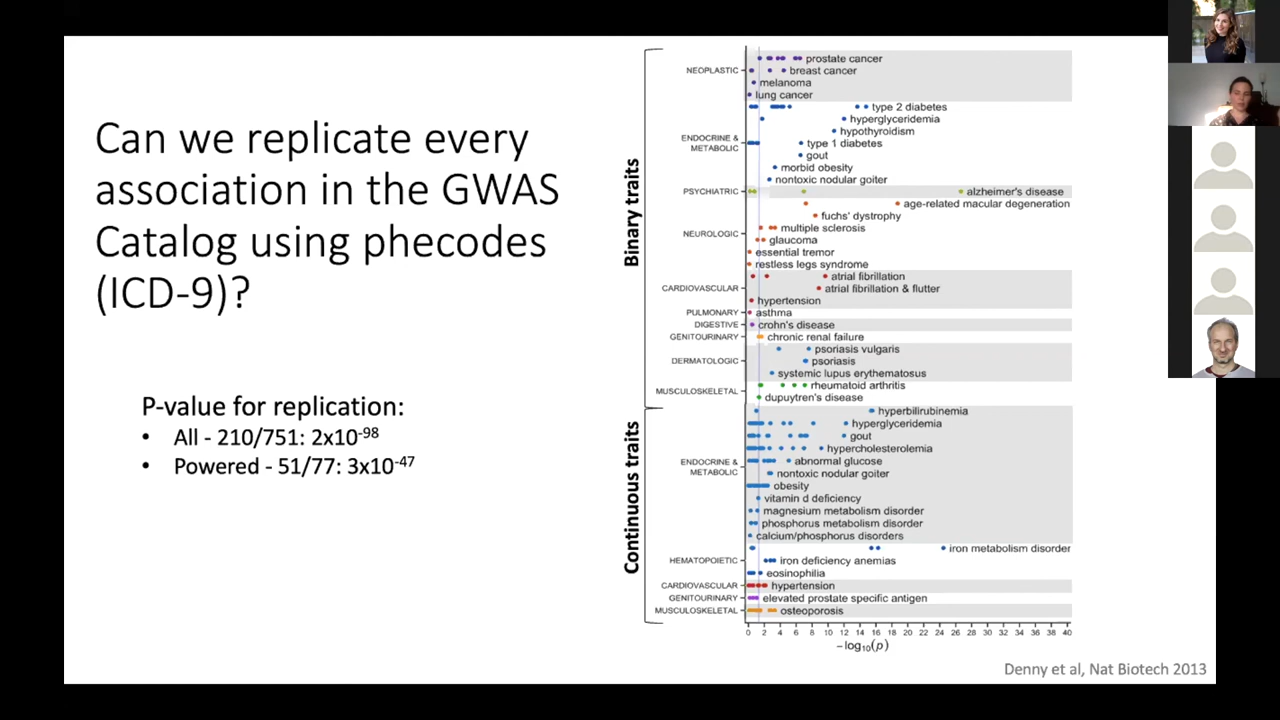 Can we replicate every
association in the GWAS
Catalog using phecodes
(ICD-9)?
P-value for replication:
• All - 210/751: 2x10-98
• Powered - 51/77: 3x10-47
Binary traits
NEOPLASTIC
prostate cancer
breast cancer
melanoma
lung cancer
ENDOCRINE &
METABOLIC
type 2 diabetes
hyperglyceridemia
hypothyroidism
type 1 diabetes
gout
morbid obesity
nontoxic nodular goiter
PSYCHIATRIC
alzheimer's disease
NEUROLOGIC
age-related macular degeneration
fuchs' dystrophy
multiple sclerosis
glaucoma
essential tremor
restless legs syndrome
CARDIOVASCULAR
atrial fibrillation
atrial fibrillation & flutter
hypertension
PULMONARY
asthma
DIGESTIVE
crohn's disease
GENITOURINARY
chronic renal failure
DERMATOLOGIC
psoriasis vulgaris
psoriasis
systemic lupus erythematosus
MUSCULOSKELETAL
rheumatoid arthritis
dupuytren's disease
Continuous traits
ENDOCRINE &
METABOLIC
hyperbilirubinemia
hyperglyceridemia
gout
hypercholesterolemia
abnormal glucose
nontoxic nodular goiter
obesity
vitamin d deficiency
magnesium metabolism disorder
phosphorus metabolism disorder
calcium/phosphorus disorders
HEMATOPOIETIC
iron metabolism disorder
iron deficiency anemias
eosinophilia
CARDIOVASCULAR
hypertension
GENITOURINARY
elevated prostate specific antigen
MUSCULOSKELETAL
osteoporosis
0 2 4 6 8 10 12 14 16 18 20 22 24 26 28 30 32 34 36 38 40
−log10(p)
Denny et al, Nat Biotech 2013